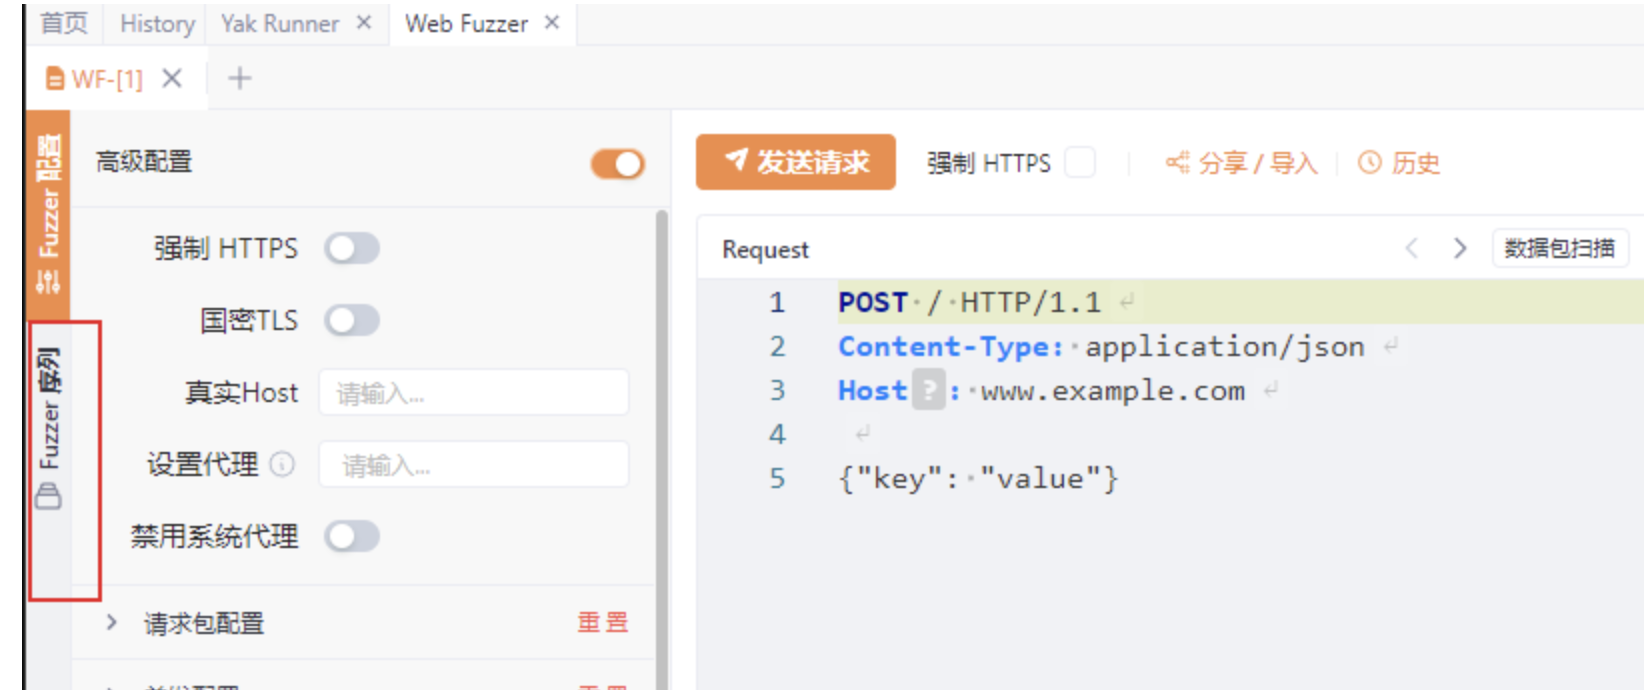 首页 History Yak Runner × Web Fuzzer ×
WF-[1] × +
Fuzzer 配置
Fuzzer 序列
高级配置
强制 HTTPS
国密TLS
真实Host 请输入...
设置代理 请输入...
禁用系统代理
请求包配置 重置
发送请求 强制 HTTPS 分享 / 导入 历史
Request 数据包扫描
1 POST / HTTP/1.1
2 Content-Type: application/json
3 Host ? : www.example.com
4
5 {"key": "value"}